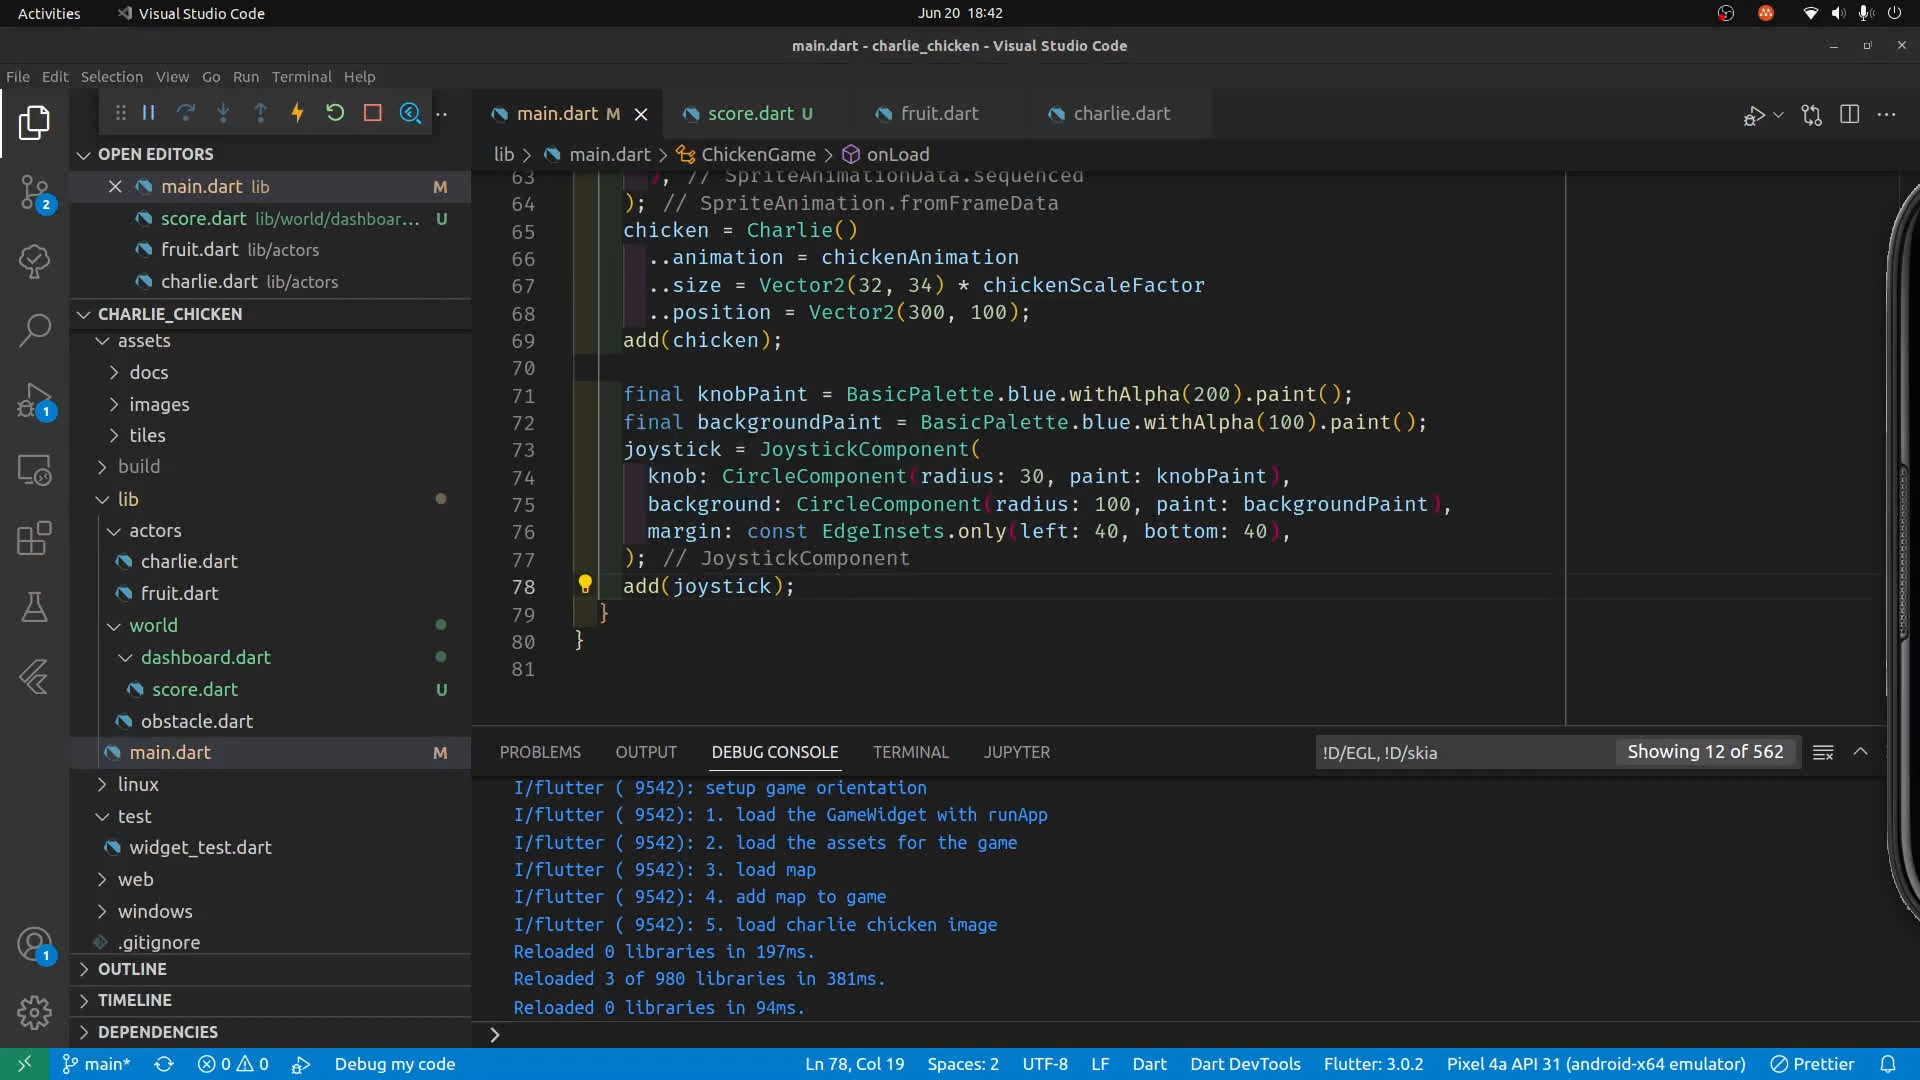 Activities Visual Studio Code Jun 20 18:42
main.dart - charlie_chicken - Visual Studio Code
File Edit Selection View Go Run Terminal Help
main.dart M score.dart U fruit.dart charlie.dart
OPEN EDITORS
main.dart lib M
score.dart lib/world/dashboar... U
fruit.dart lib/actors
charlie.dart lib/actors
CHARLIE_CHICKEN
assets
docs
images
tiles
build
lib
actors
charlie.dart
fruit.dart
world
dashboard.dart
score.dart U
obstacle.dart
main.dart M
linux
test
widget_test.dart
web
windows
.gitignore
OUTLINE
TIMELINE
DEPENDENCIES
2
1
1
lib > main.dart > ChickenGame > onLoad
63 ), // SpriteAnimationData.sequenced
64 ); // SpriteAnimation.fromFrameData
65 chicken = Charlie()
66 ..animation = chickenAnimation
67 ..size = Vector2(32, 34) * chickenScaleFactor
68 ..position = Vector2(300, 100);
69 add(chicken);
70
71 final knobPaint = BasicPalette.blue.withAlpha(200).paint();
72 final backgroundPaint = BasicPalette.blue.withAlpha(100).paint();
73 joystick = JoystickComponent(
74 knob: CircleComponent(radius: 30, paint: knobPaint),
75 background: CircleComponent(radius: 100, paint: backgroundPaint),
76 margin: const EdgeInsets.only(left: 40, bottom: 40),
77 ); // JoystickComponent
78 add(joystick);
79 }
80 }
81
PROBLEMS OUTPUT DEBUG CONSOLE TERMINAL JUPYTER !D/EGL, !D/skia Showing 12 of 562
I/flutter ( 9542): setup game orientation
I/flutter ( 9542): 1. load the GameWidget with runApp
I/flutter ( 9542): 2. load the assets for the game
I/flutter ( 9542): 3. load map
I/flutter ( 9542): 4. add map to game
I/flutter ( 9542): 5. load charlie chicken image
Reloaded 0 libraries in 197ms.
Reloaded 3 of 980 libraries in 381ms.
Reloaded 0 libraries in 94ms.
main* 0 0 Debug my code Ln 78, Col 19 Spaces: 2 UTF-8 LF Dart Dart DevTools Flutter: 3.0.2 Pixel 4a API 31 (android-x64 emulator) Prettier